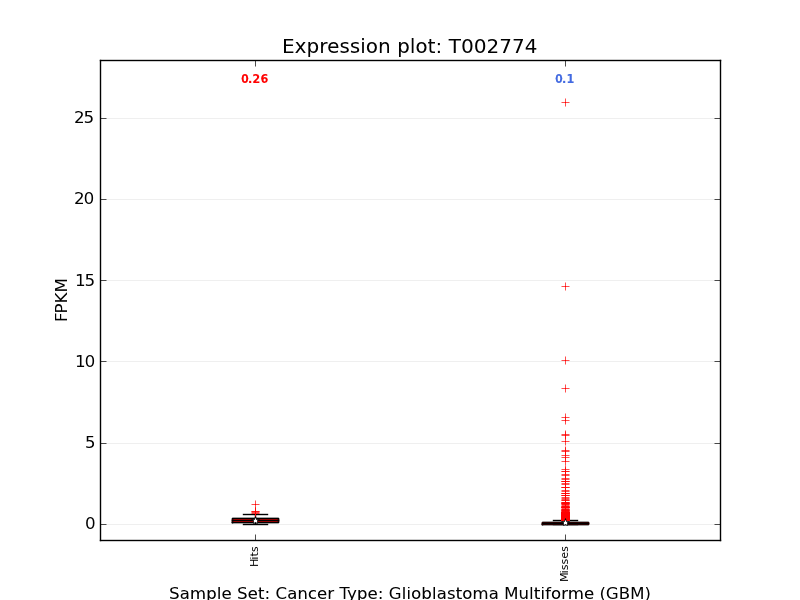 Expression plot: T002774
0.26
0.1
25
20
15
10
5
0
FPKM
Hits
Misses
Sample Set: Cancer Type: Glioblastoma Multiforme (GBM)